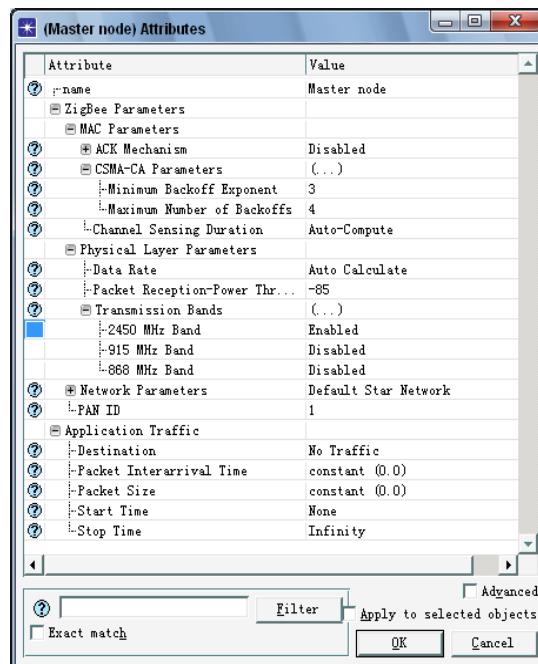 (Master node) Attributes
Attribute Value
name Master node
ZigBee Parameters
MAC Parameters
ACK Mechanism Disabled
CSMA-CA Parameters (...)
Minimum Backoff Exponent 3
Maximum Number of Backoffs 4
Channel Sensing Duration Auto-Compute
Physical Layer Parameters
Data Rate Auto Calculate
Packet Reception-Power Thr... -85
Transmission Bands (...)
2450 MHz Band Enabled
915 MHz Band Disabled
868 MHz Band Disabled
Network Parameters Default Star Network
PAN ID 1
Application Traffic
Destination No Traffic
Packet Interarrival Time constant (0.0)
Packet Size constant (0.0)
Start Time None
Stop Time Infinity
Advanced
Filter Apply to selected objects
Exact match
OK Cancel